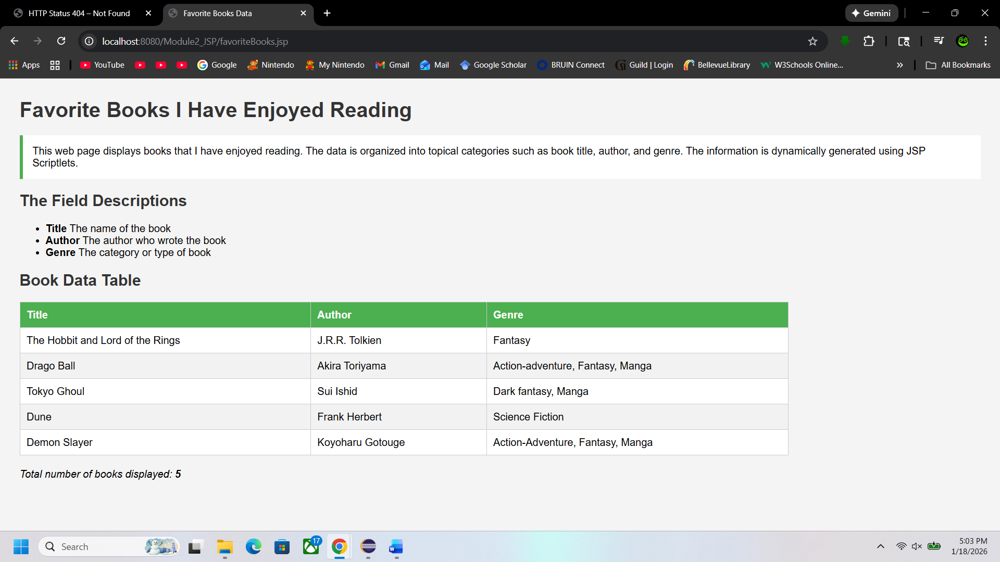 HTTP Status 404 – Not Found
Favorite Books Data
Gemini
localhost:8080/Module2_JSP/favoriteBooks.jsp
Apps YouTube Google Nintendo My Nintendo Gmail Mail Google Scholar BRUIN Connect Guild | Login BellevueLibrary W3Schools Online... All Bookmarks
Favorite Books I Have Enjoyed Reading
This web page displays books that I have enjoyed reading. The data is organized into topical categories such as book title, author, and genre. The information is dynamically generated using JSP
Scriptlets.
The Field Descriptions
Title The name of the book
Author The author who wrote the book
Genre The category or type of book
Book Data Table
Title Author Genre
The Hobbit and Lord of the Rings J.R.R. Tolkien Fantasy
Drago Ball Akira Toriyama Action-adventure, Fantasy, Manga
Tokyo Ghoul Sui Ishid Dark fantasy, Manga
Dune Frank Herbert Science Fiction
Demon Slayer Koyoharu Gotouge Action-Adventure, Fantasy, Manga
Total number of books displayed: 5
Search
17
5:03 PM
1/18/2026